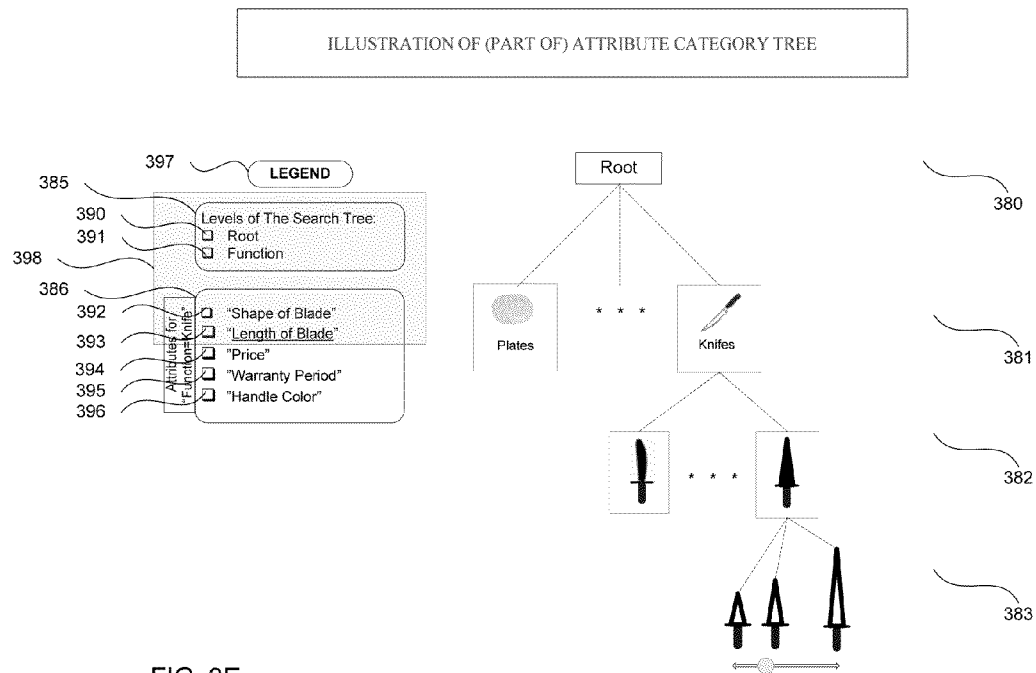 ILLUSTRATION OF (PART OF) ATTRIBUTE CATEGORY TREE
397
LEGEND
Root
380
385
Levels of The Search Tree:
390
Root
391
Function
398
386
Attributes for
"Function=Knife"
392
"Shape of Blade"
393
"Length of Blade"
394
"Price"
395
"Warranty Period"
396
"Handle Color"
Plates
* * *
Knifes
381
* * *
382
383